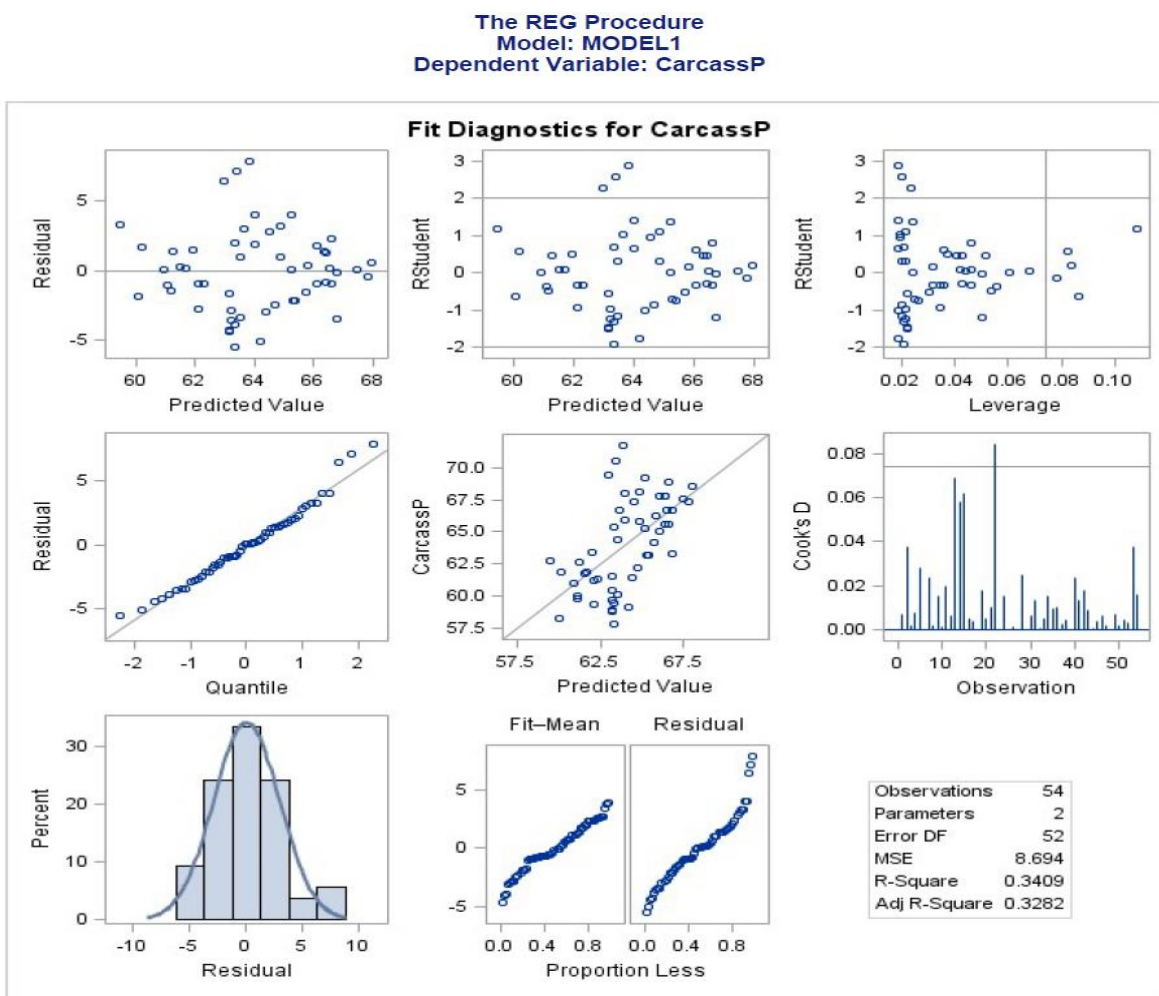 The REG Procedure
Model: MODEL1
Dependent Variable: CarcassP
Fit Diagnostics for CarcassP
Residual
5
0
-5
60 62 64 66 68
Predicted Value
RStudent
3
2
1
0
-1
-2
60 62 64 66 68
Predicted Value
RStudent
3
2
1
0
-1
-2
0.02 0.04 0.06 0.08 0.10
Leverage
Residual
5
0
-5
-2 -1 0 1 2
Quantile
CarcassP
70.0
67.5
65.0
62.5
60.0
57.5
57.5 62.5 67.5
Predicted Value
Cook's D
0.08
0.06
0.04
0.02
0.00
0 10 20 30 40 50
Observation
Percent
30
20
10
0
-10 -5 0 5 10
Residual
Fit–Mean Residual
5
0
-5
0.0 0.4 0.8 0.0 0.4 0.8
Proportion Less
Observations 54
Parameters 2
Error DF 52
MSE 8.694
R-Square 0.3409
Adj R-Square 0.3282